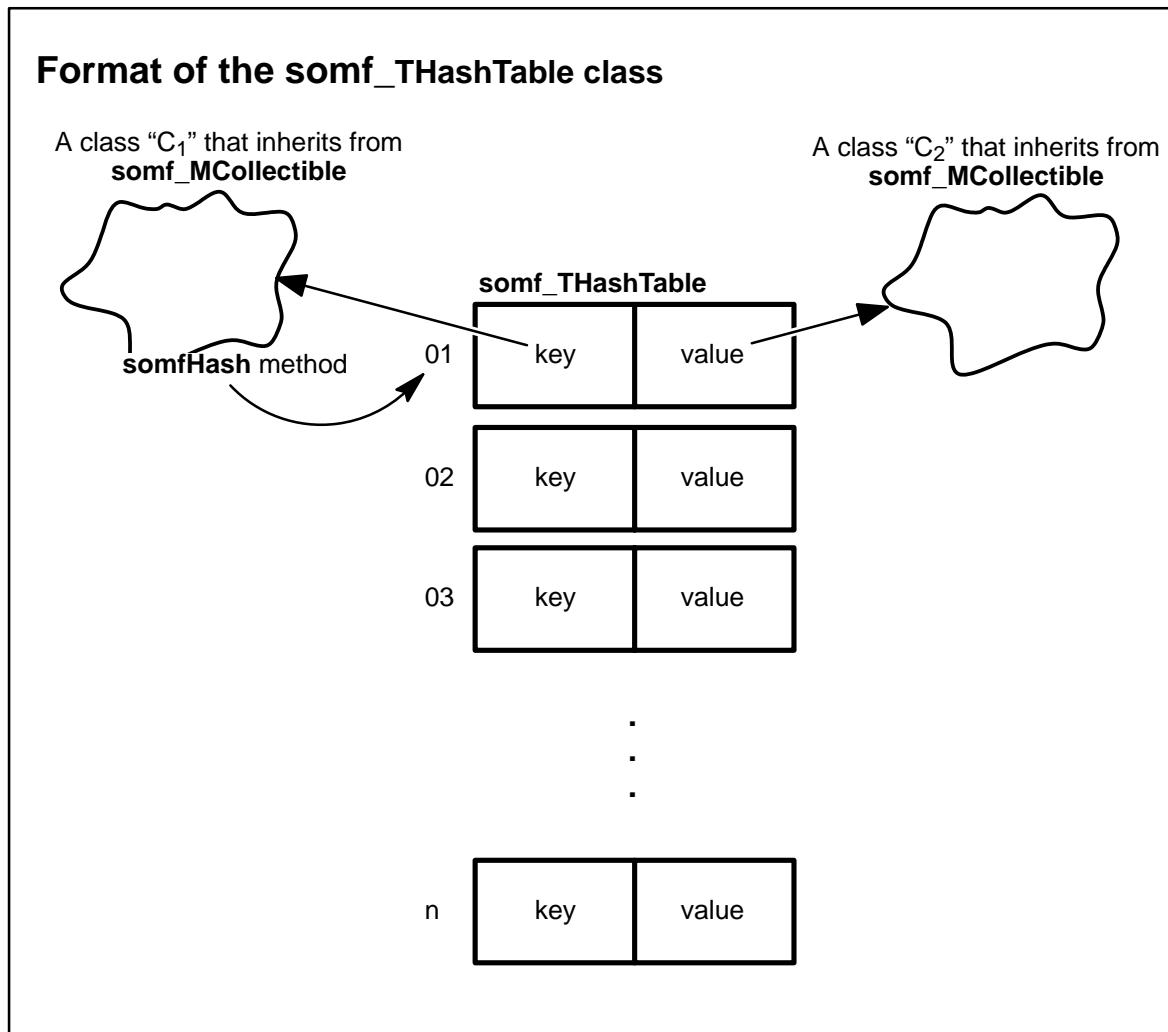 Format of the somf_THashTable class
A class “C₁” that inherits from
somf_MCollectible
A class “C₂” that inherits from
somf_MCollectible
somf_THashTable
somfHash method
01 key value
02 key value
03 key value
.
.
.
n key value